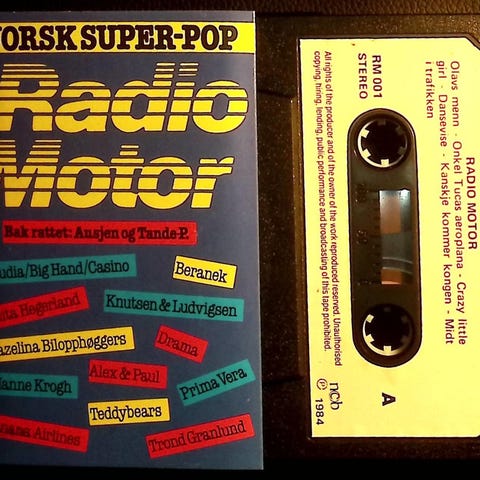 NORSK SUPER-POP
Radio
Motor
Bak rattet: Ausjen og Tande-P.
udia/Big Hand/Casino
Beranek
ita Hegerland
Knutsen & Ludvigsen
azelina Bilopphøggers
Drama
Alex & Paul
anne Krogh
Prima Vera
Teddybears
anana Airlines
Trond Granlund
RADIO MOTOR
Olavs menn - Onkel Tucas aeroplana - Crazy little
girl - Dansevise - Kanskje kommer kongen - Midt
i trafikken
RM 001
STEREO
All rights of the producer and of the owner of the work reproduced reserved. Unauthorised
copying, hiring, lending, public performance and broadcasting of this tape prohibited.
A
ncb
℗ 1984